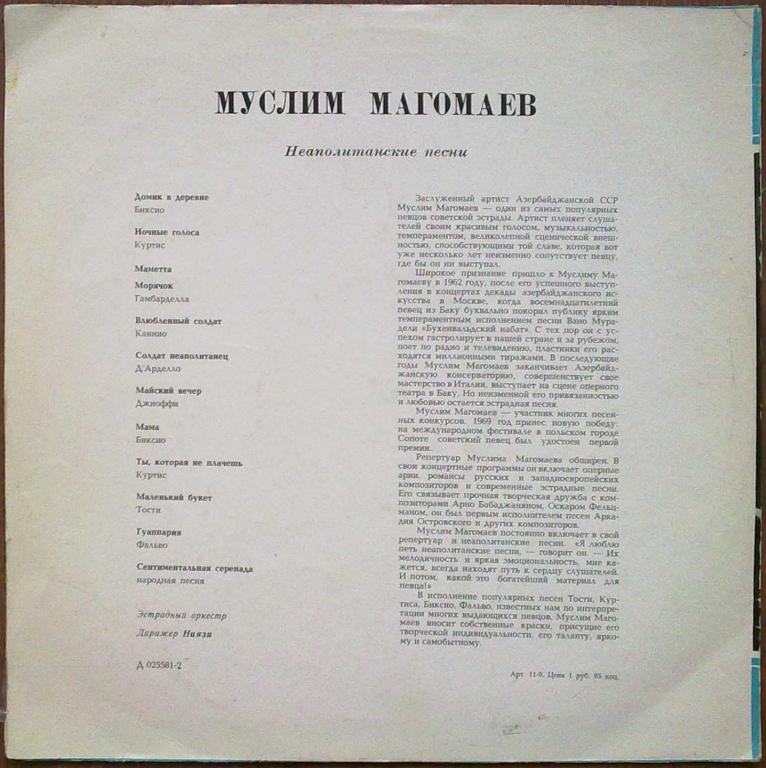 МУСЛИМ МАГОМАЕВ
Неаполитанские песни
Домик в деревне
Биксио
Ночные голоса
Куртис
Маметта
Морячок
Гамбарделла
Влюбленный солдат
Каннио
Солдат неаполитанец
Д'Арделло
Майский вечер
Джиоффи
Мама
Биксио
Ты, которая не плачешь
Куртис
Маленький букет
Тости
Гуаппария
Фальво
Сентиментальная серенада
народная песня
Эстрадный оркестр
Дирижер Ниязи
Д 025581-2
Заслуженный артист Азербайджанской ССР
Муслим Магомаев — один из самых популярных
певцов советской эстрады. Артист пленяет слуша-
телей своим красивым голосом, музыкальностью,
темпераментом, великолепной сценической внеш-
ностью, способствующими той славе, которая вот
уже несколько лет неизменно сопутствует певцу,
где бы он ни выступал.
Широкое признание пришло к Муслиму Ма-
гомаеву в 1962 году, после его успешного выступ-
ления в концертах декады азербайджанского ис-
кусства в Москве, когда восемнадцатилетний
певец из Баку буквально покорил публику ярким
темпераментным исполнением песни Вано Мура-
дели «Бухенвальдский набат». С тех пор он с ус-
пехом гастролирует в нашей стране и за рубежом,
поет по радио и телевидению, пластинки его рас-
ходятся миллионными тиражами. В последующие
годы Муслим Магомаев заканчивает Азербайд-
жанскую консерваторию, совершенствует свое
мастерство в Италии, выступает на сцене оперного
театра в Баку. Но неизменной его привязанностью
и любовью остается эстрадная песня.
Муслим Магомаев — участник многих песен-
ных конкурсов. 1969 год принес новую победу:
на международном фестивале в польском городе
Сопоте советский певец был удостоен первой
премии.
Репертуар Муслима Магомаева обширен. В
свои концертные программы он включает оперные
арии, романсы русских и западноевропейских
композиторов и современные эстрадные песни.
Его связывает прочная творческая дружба с ком-
позиторами Арно Бабаджаняном, Оскаром Фельц-
маном, он был первым исполнителем песен Арка-
дия Островского и других композиторов.
Муслим Магомаев постоянно включает в свой
репертуар и неаполитанские песни. «Я люблю
петь неаполитанские песни, — говорит он. — Их
мелодичность и яркая эмоциональность, мне ка-
жется, всегда находят путь к сердцу слушателей.
И потом, какой это богатейший материал для
певца!»
В исполнение популярных песен Тости, Кур-
тиса, Биксио, Фальво, известных нам по интерпре-
тации многих выдающихся певцов, Муслим Маго-
маев вносит собственные краски, присущие его
творческой индивидуальности, его таланту, ярко-
му и самобытному.
Арт. 11-9. Цена 1 руб. 85 коп.